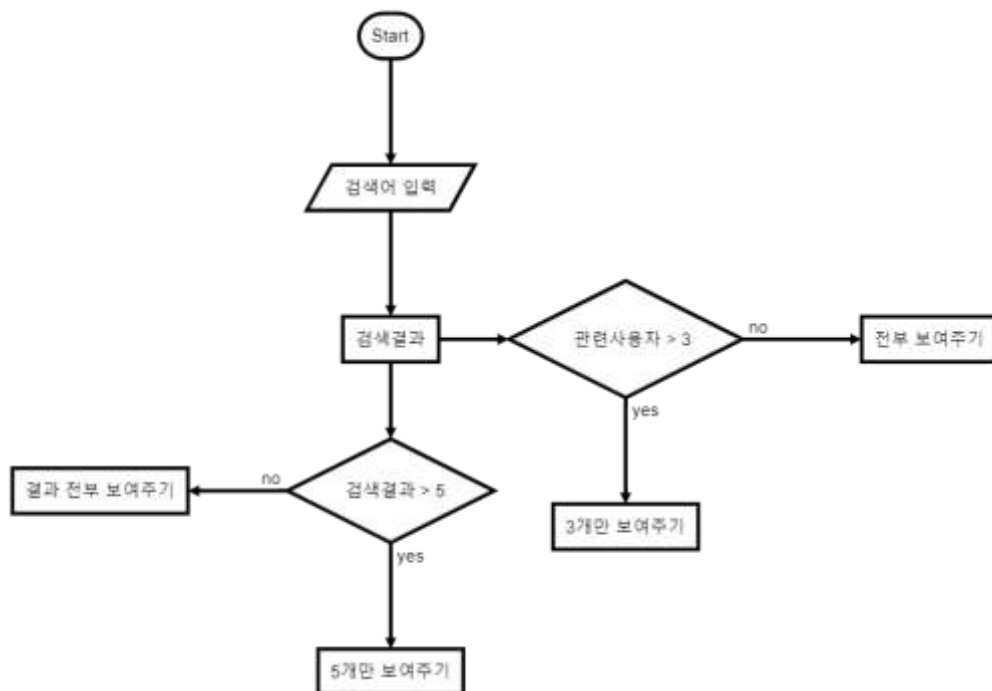 Start
검색어 입력
검색결과
관련사용자 > 3
no
전부 보여주기
yes
3개만 보여주기
검색결과 > 5
no
결과 전부 보여주기
yes
5개만 보여주기